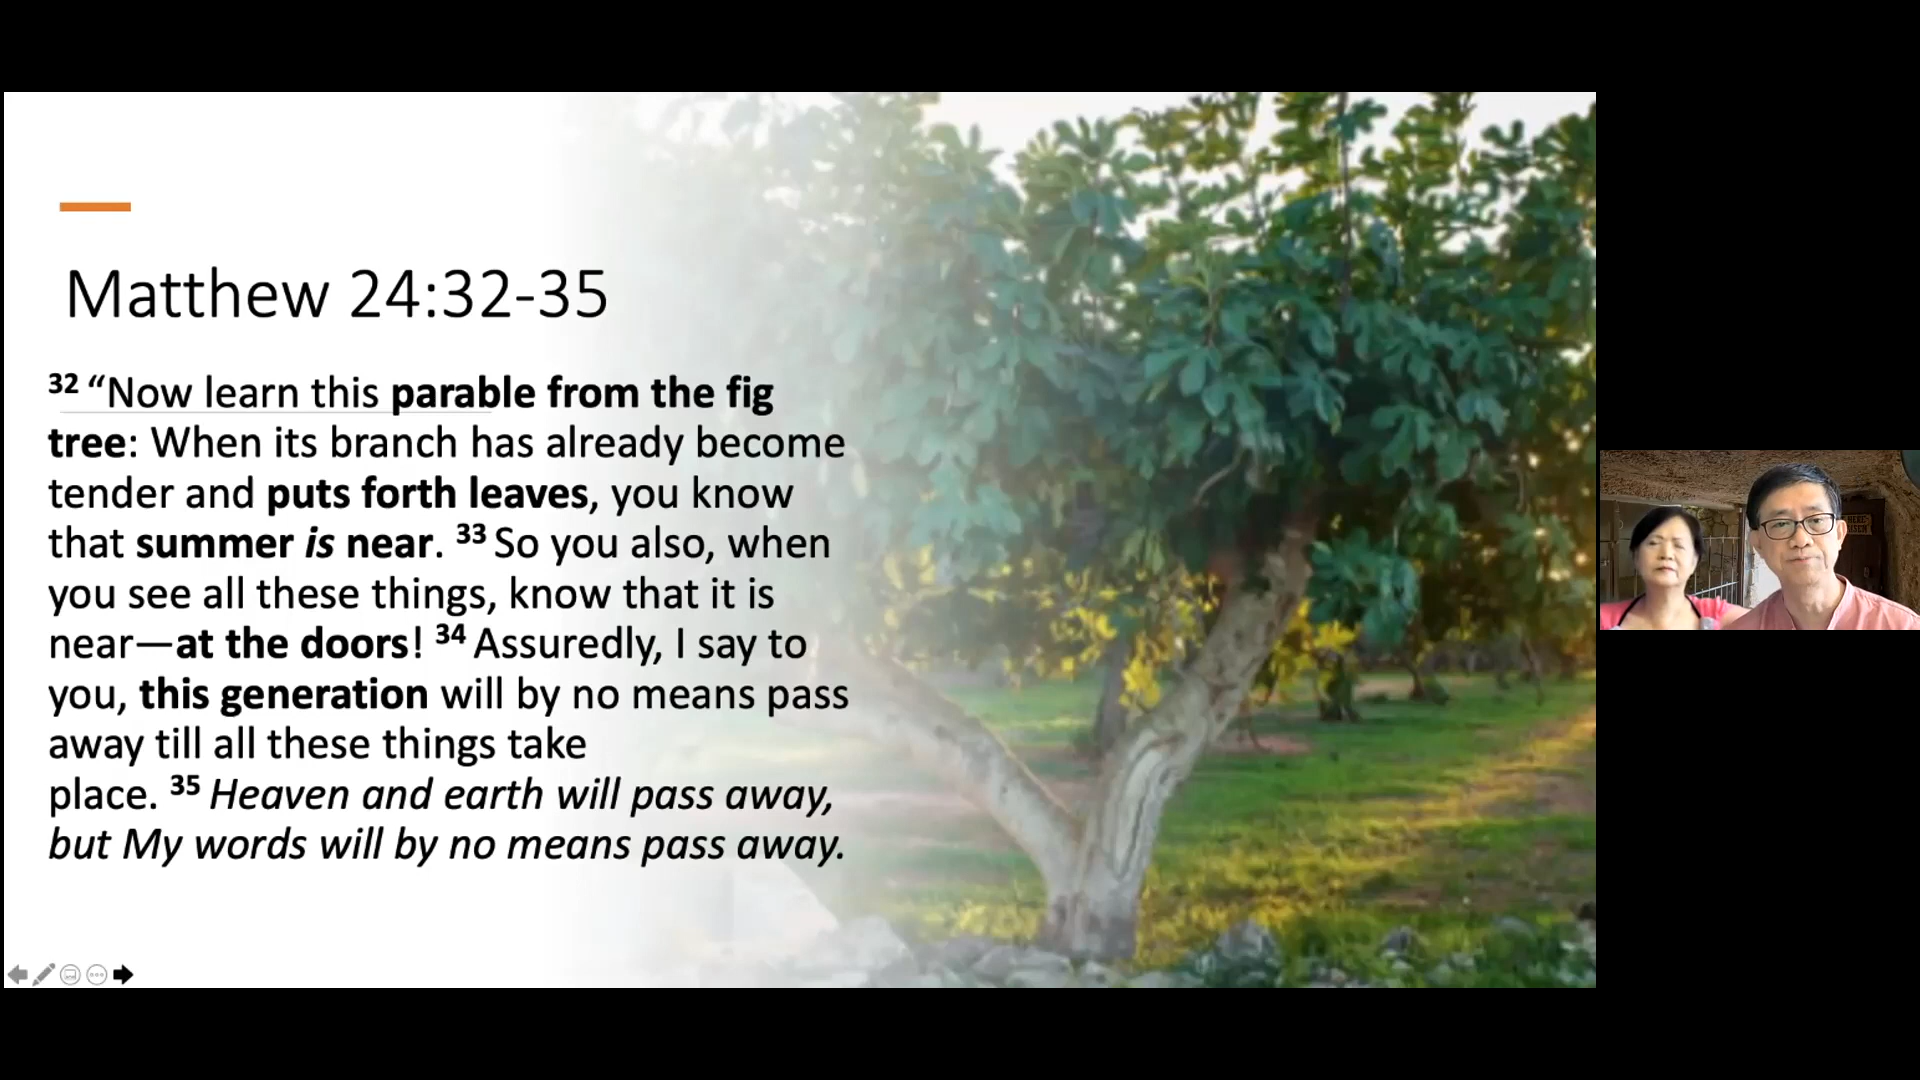 Matthew 24:32-35
32 “Now learn this parable from the fig
tree: When its branch has already become
tender and puts forth leaves, you know
that summer is near. 33 So you also, when
you see all these things, know that it is
near—at the doors! 34 Assuredly, I say to
you, this generation will by no means pass
away till all these things take
place. 35 Heaven and earth will pass away,
but My words will by no means pass away.